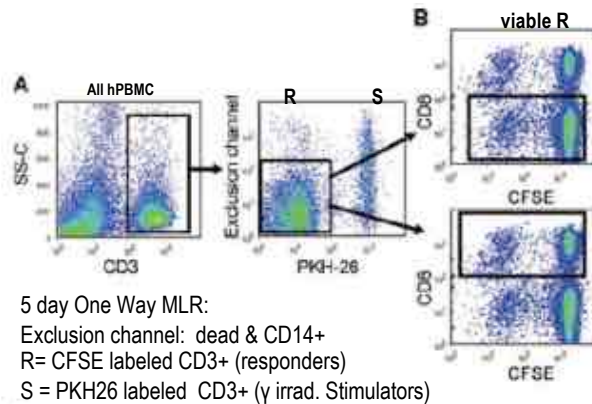 B
viable R
A
All hPBMC
R S
SS-C
CD3
Exclusion channel
PKH-26
CD8
CFSE
CD8
CFSE
5 day One Way MLR:
Exclusion channel: dead & CD14+
R= CFSE labeled CD3+ (responders)
S = PKH26 labeled CD3+ (γ irrad. Stimulators)